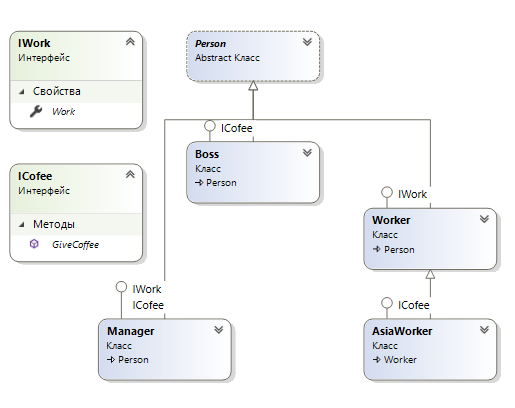 IWork
Интерфейс
Свойства
Work
ICofee
Интерфейс
Методы
GiveCoffee
Person
Abstract Класс
ICofee
Boss
Класс
Person
IWork
Worker
Класс
Person
IWork
ICofee
Manager
Класс
Person
ICofee
AsiaWorker
Класс
Worker